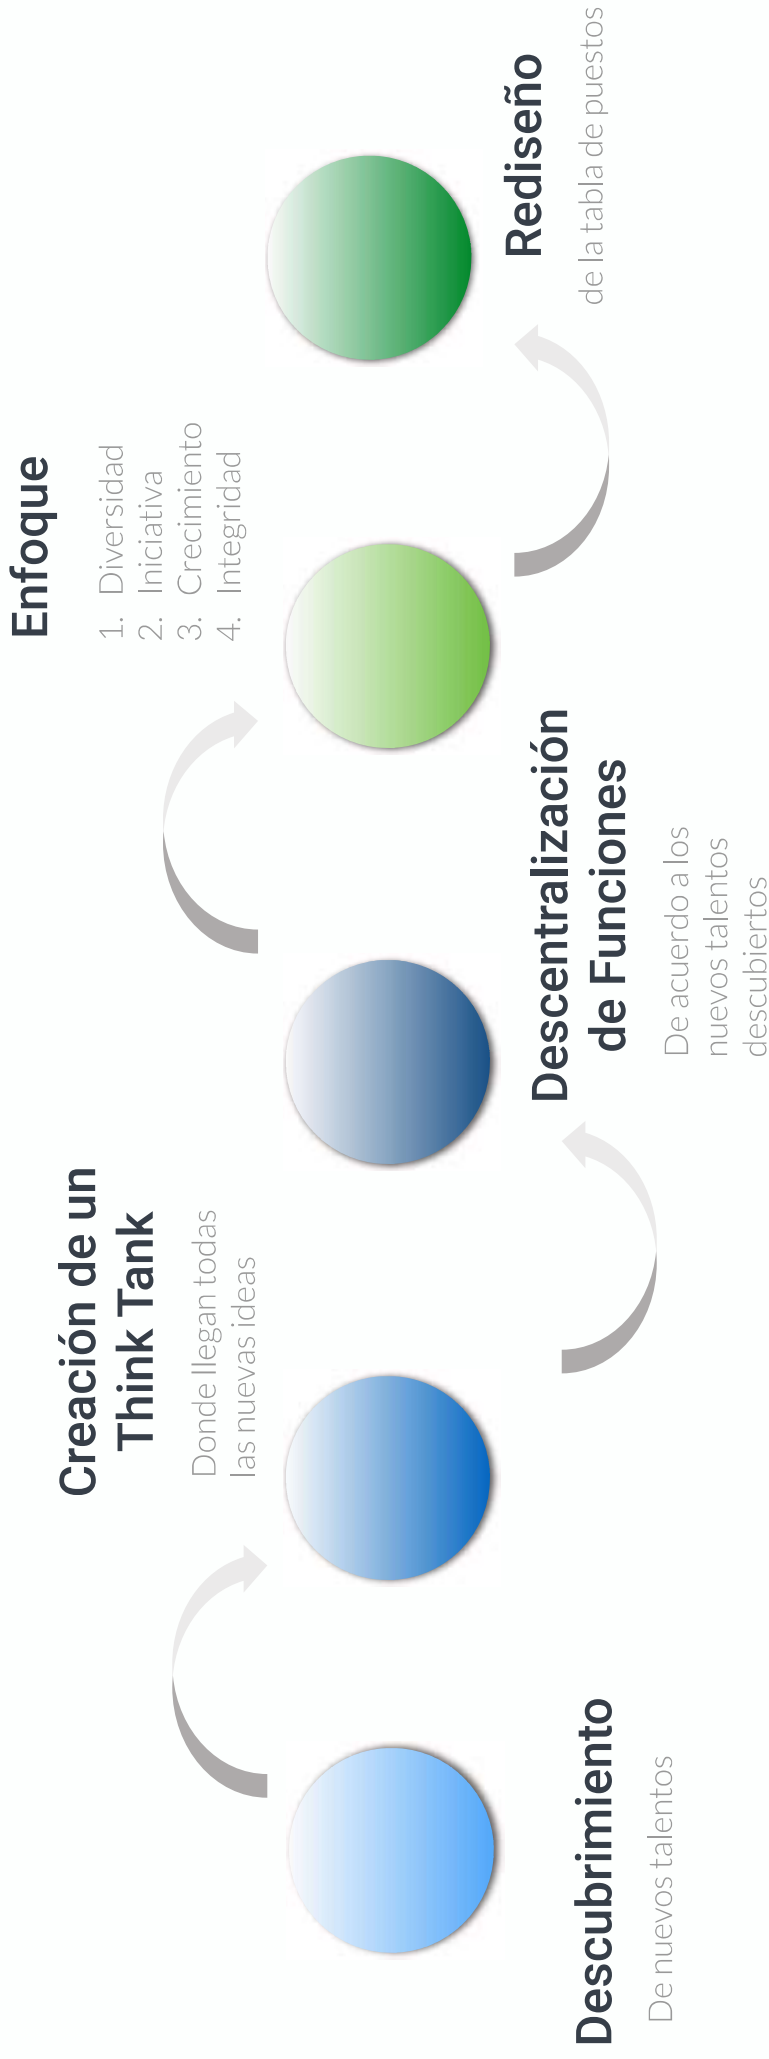 Descubrimiento
De nuevos talentos
Creación de un
Think Tank
Donde llegan todas
las nuevas ideas
Descentralización
de Funciones
De acuerdo a los
nuevos talentos
descubiertos
Enfoque
1. Diversidad
2. Iniciativa
3. Crecimiento
4. Integridad
Rediseño
de la tabla de puestos